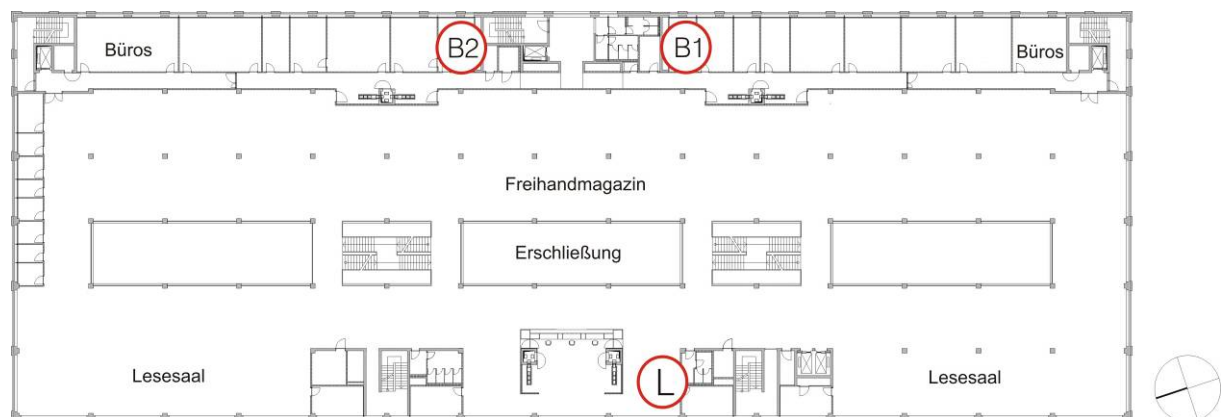 Büros
B2
B1
Büros
Freihandmagazin
Erschließung
Lesesaal
L
Lesesaal